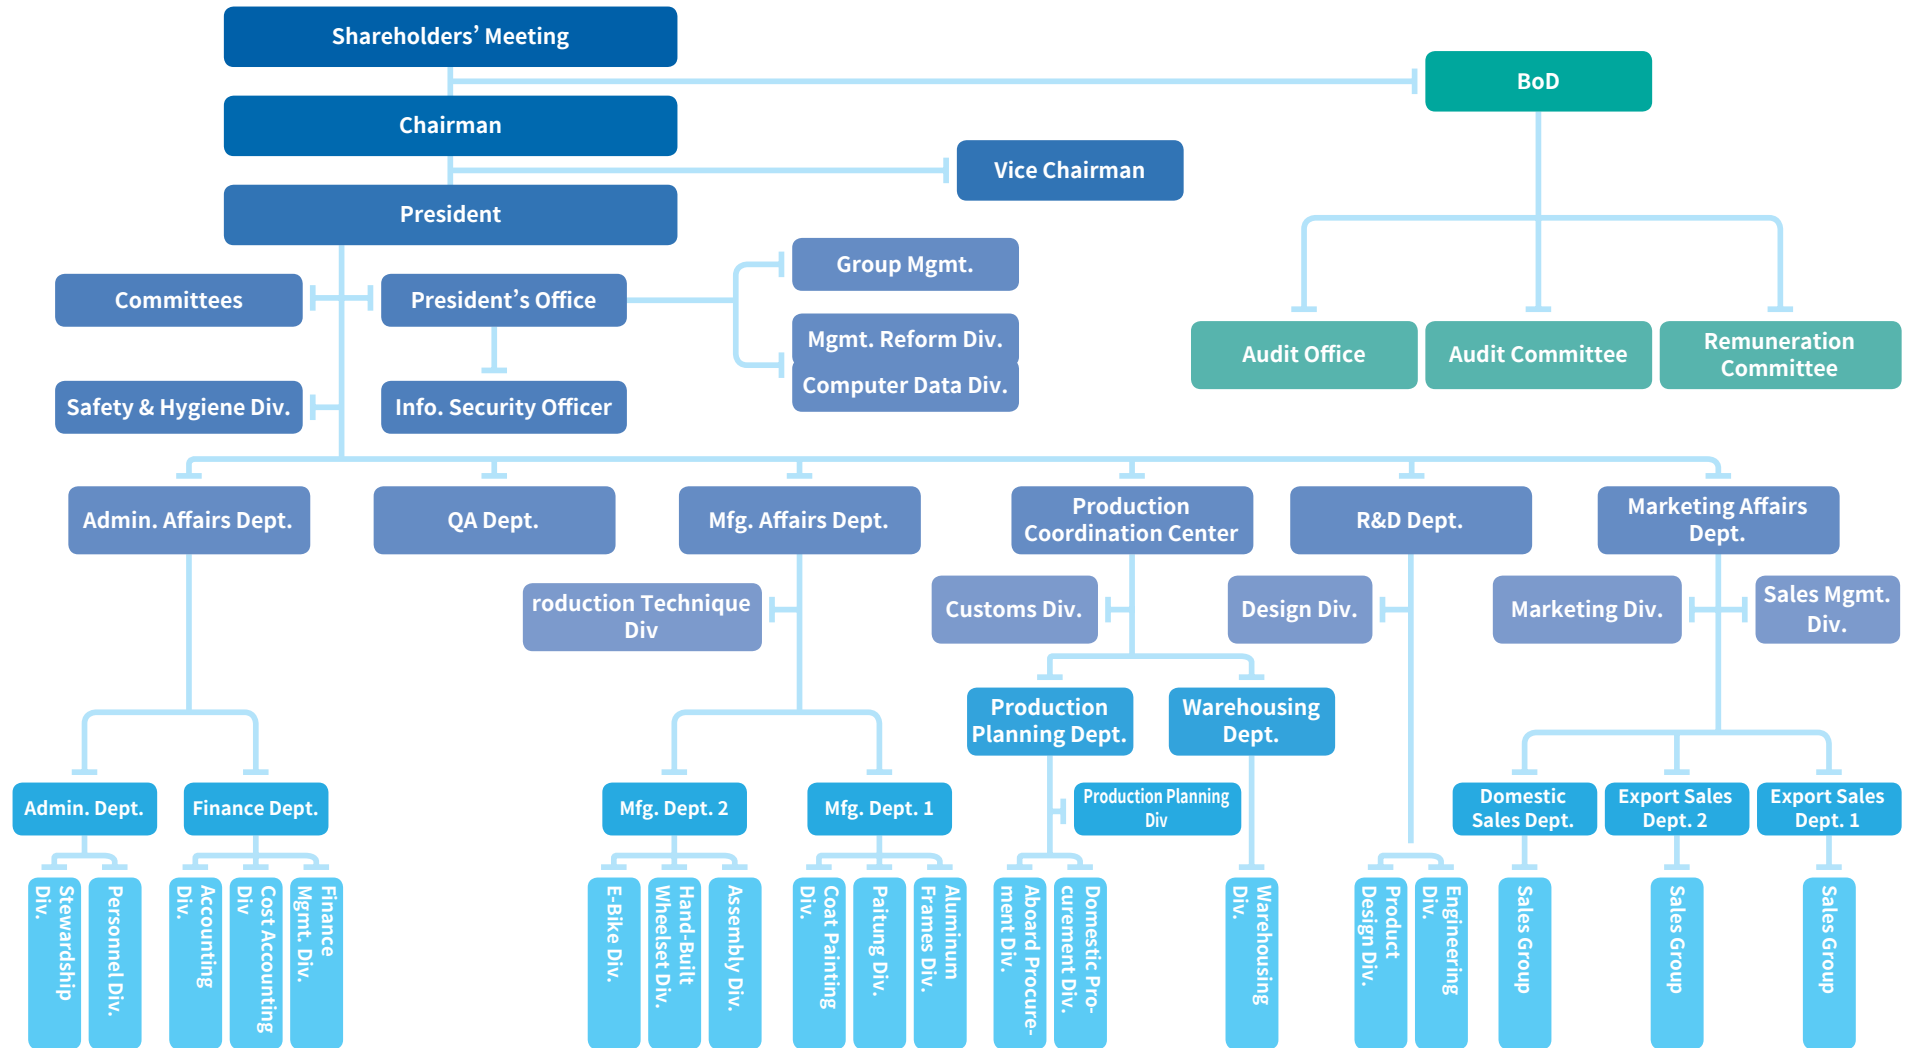 Shareholders’ Meeting
BoD
Chairman
Vice Chairman
President
Group Mgmt.
Committees
President’s Office
Mgmt. Reform Div.
Computer Data Div.
Audit Office
Audit Committee
Remuneration
Committee
Safety & Hygiene Div.
Info. Security Officer
Admin. Affairs Dept.
QA Dept.
Mfg. Affairs Dept.
Production
Coordination Center
R&D Dept.
Marketing Affairs
Dept.
roduction Technique
Div
Customs Div.
Design Div.
Marketing Div.
Sales Mgmt.
Div.
Production
Planning Dept.
Warehousing
Dept.
Admin. Dept.
Finance Dept.
Mfg. Dept. 2
Mfg. Dept. 1
Production Planning
Div
Domestic
Sales Dept.
Export Sales
Dept. 2
Export Sales
Dept. 1
Stewardship
Div.
Personnel Div.
Accounting
Div.
Cost Accounting
Div
Finance
Mgmt. Div.
E-Bike Div.
Hand-Built
Wheelset Div.
Assembly Div.
Coat Painting
Div.
Paitung Div.
Aluminum
Frames Div.
Aboard Procure-
ment Div.
Domestic Pro-
curement Div.
Warehousing
Div.
Product
Design Div.
Engineering
Div.
Sales Group
Sales Group
Sales Group